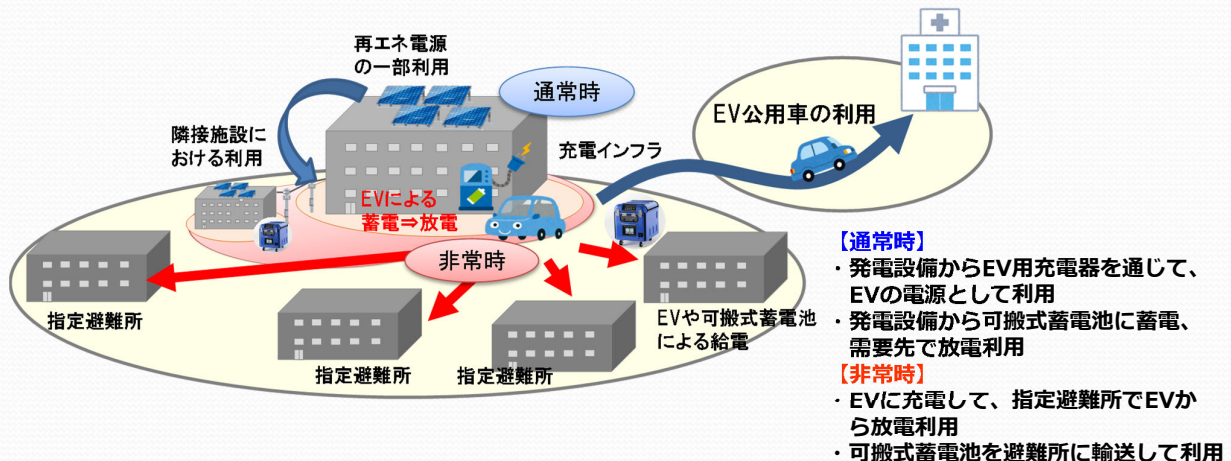 再エネ電源
の一部利用
通常時
隣接施設に
おける利用
充電インフラ
EV公用車の利用
EVによる
蓄電⇒放電
非常時
指定避難所
指定避難所
指定避難所
EVや可搬式蓄電池
による給電
【通常時】
・発電設備からEV用充電器を通じて、
EVの電源として利用
・発電設備から可搬式蓄電池に蓄電、
需要先で放電利用
【非常時】
・EVに充電して、指定避難所でEVか
ら放電利用
・可搬式蓄電池を避難所に輸送して利用